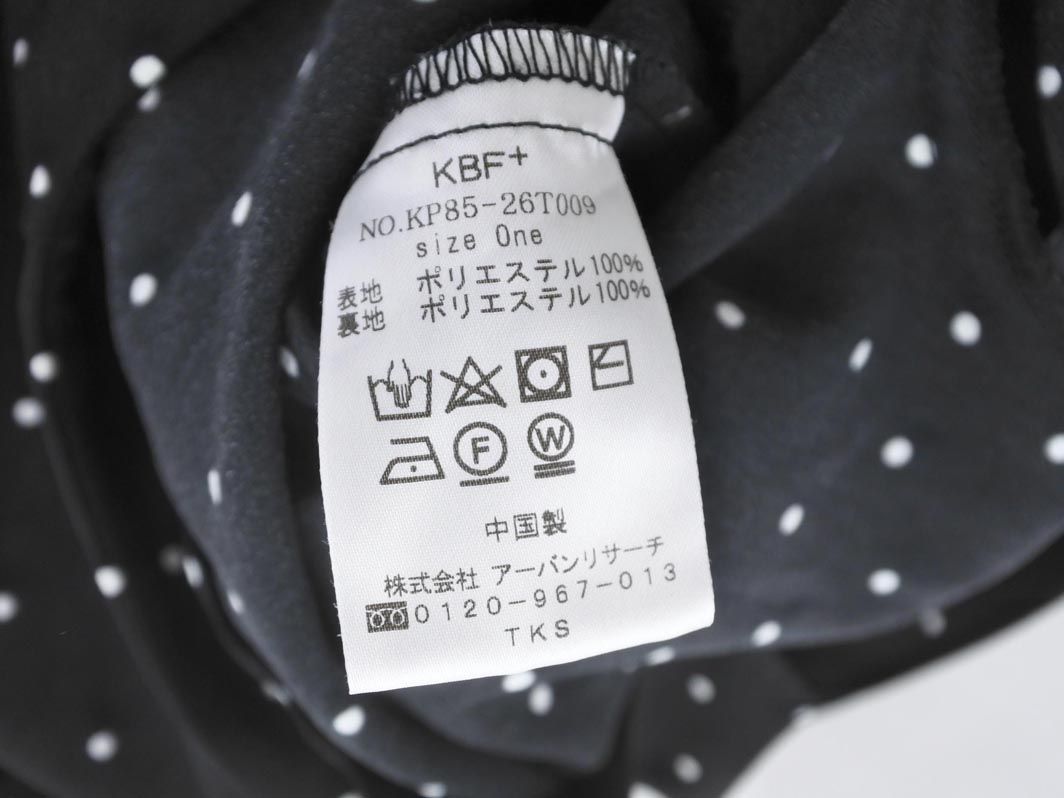 KBF+
NO.KP85-26T009
size One
表地 ポリエステル100%
裏地 ポリエステル100%
F W
中国製
株式会社 アーバンリサーチ
0120-967-013
TKS